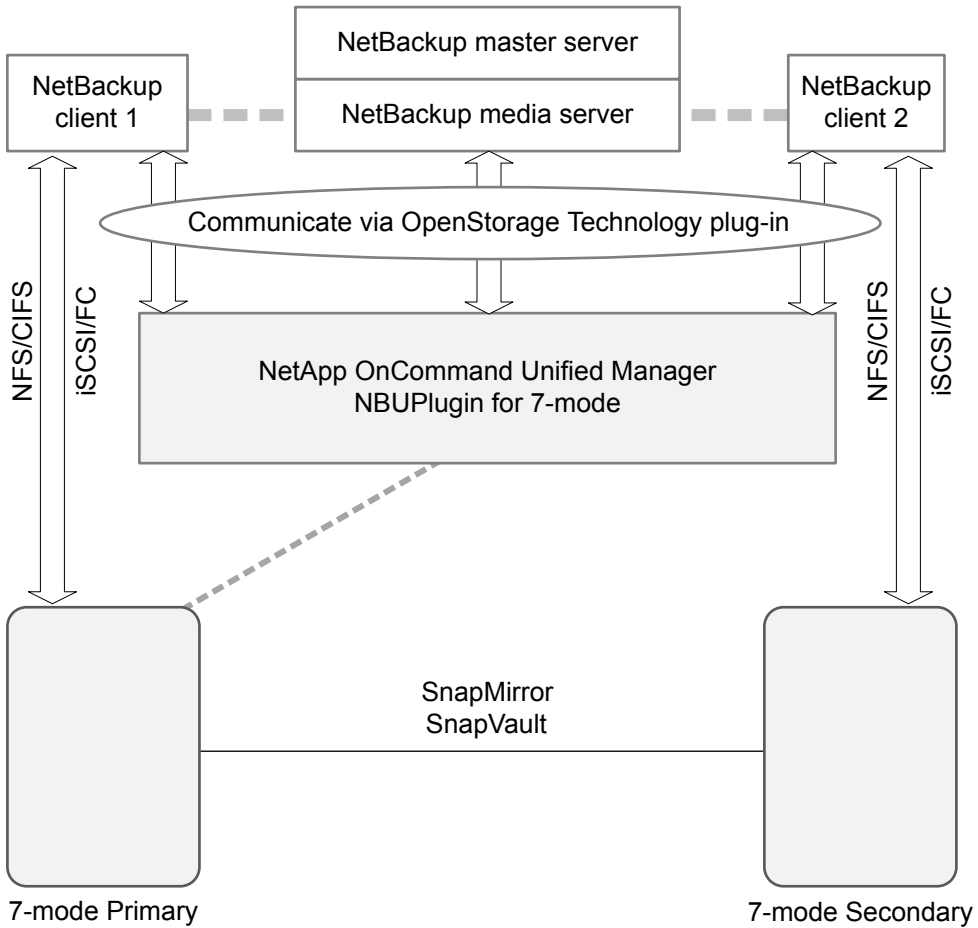 NetBackup master server
NetBackup
client 1
NetBackup media server
NetBackup
client 2
Communicate via OpenStorage Technology plug-in
NFS/CIFS
iSCSI/FC
NFS/CIFS
iSCSI/FC
NetApp OnCommand Unified Manager
NBUPlugin for 7-mode
SnapMirror
SnapVault
7-mode Primary
7-mode Secondary